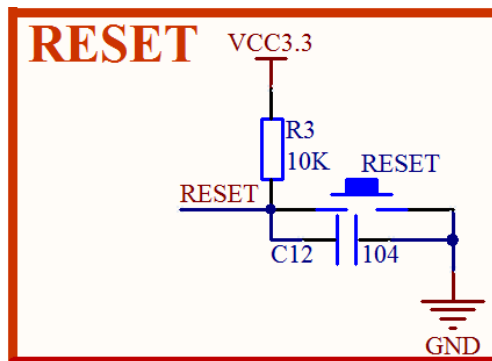 RESET
VCC3.3
R3
10K
RESET
RESET
C12
104
GND